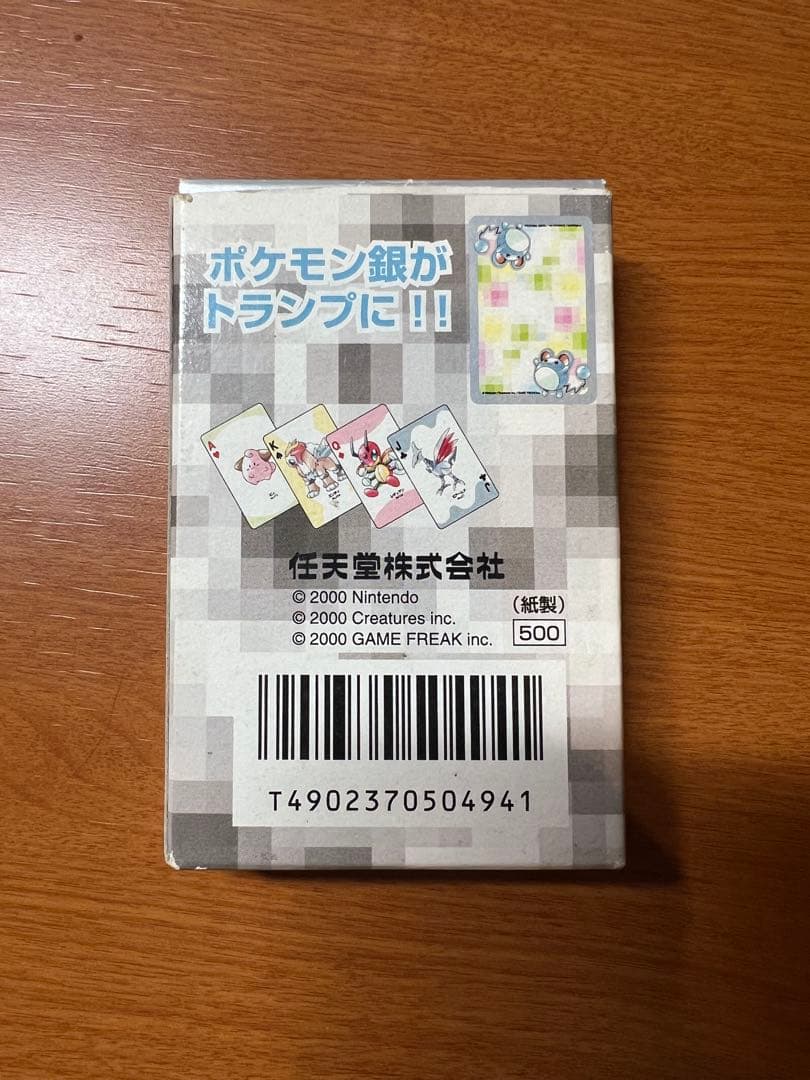 ポケモン銀が
トランプに!!
A
K
Q
J
任天堂株式会社
© 2000 Nintendo
© 2000 Creatures inc.
© 2000 GAME FREAK inc.
(紙製)
500
T4902370504941